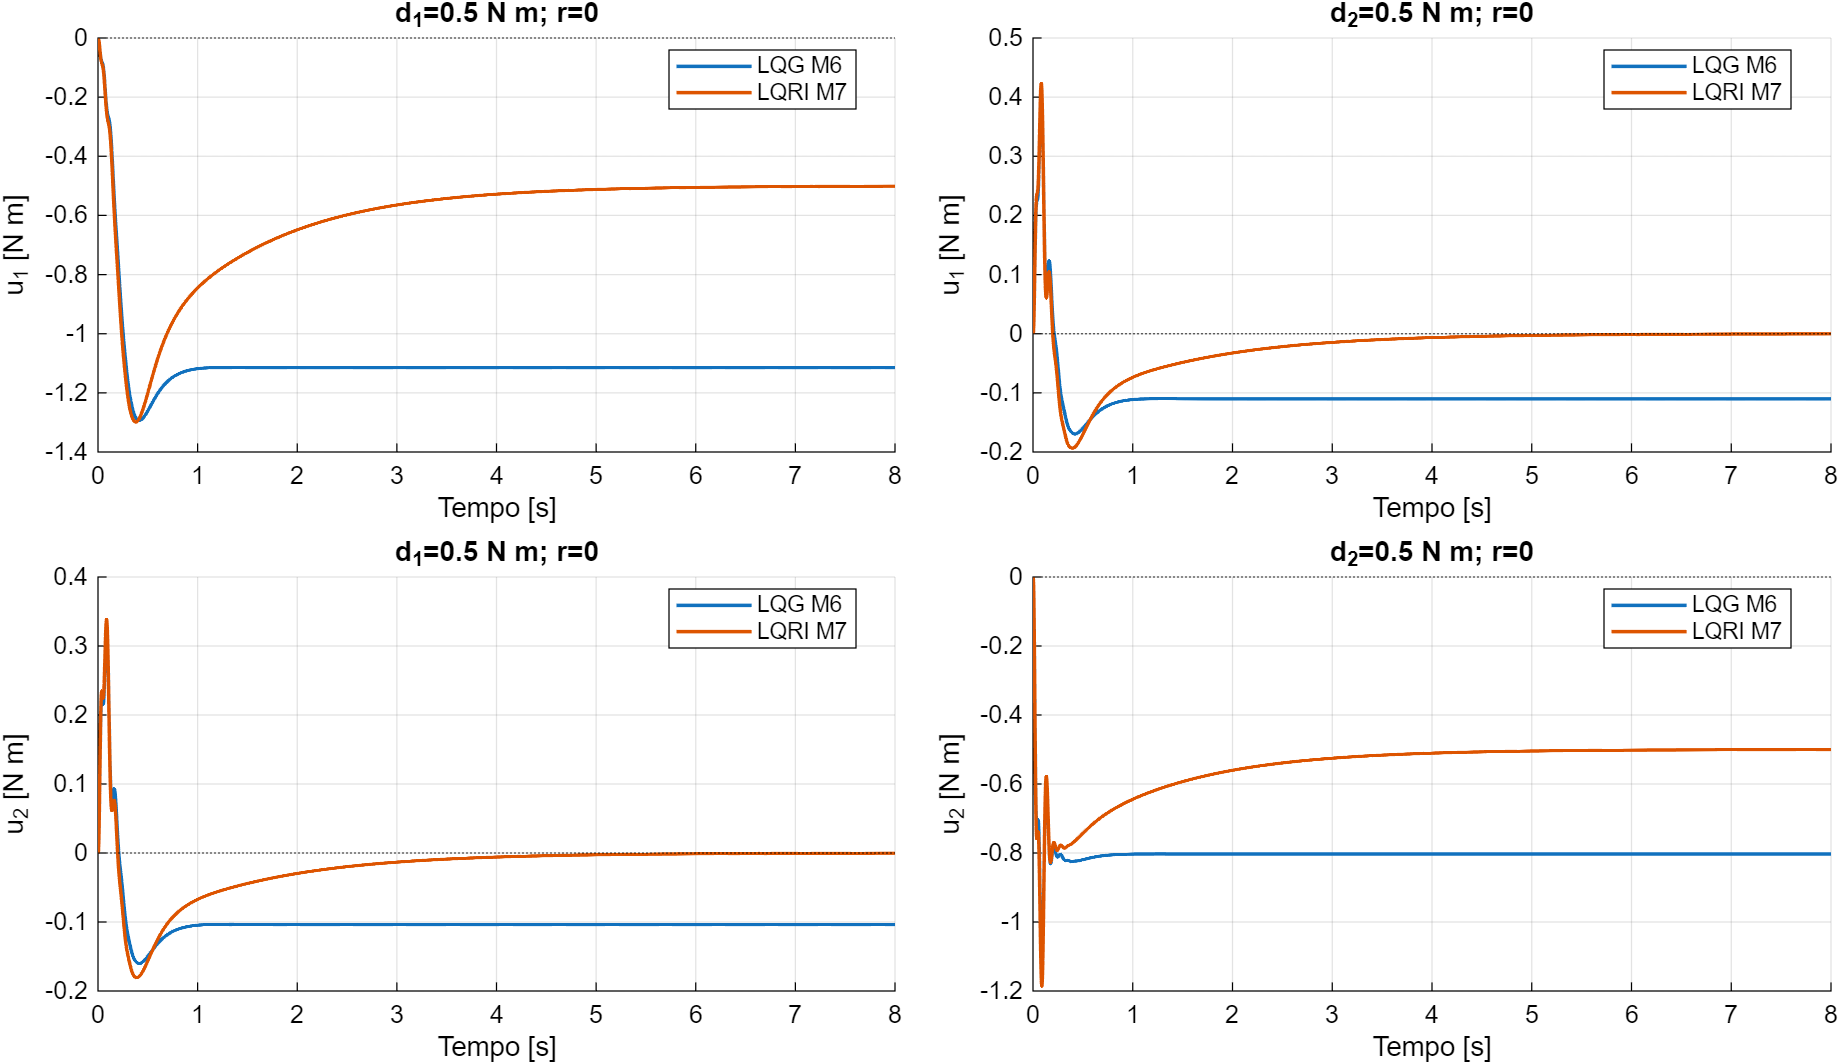 d1=0.5 N m; r=0
0
-0.2
-0.4
-0.6
-0.8
-1
-1.2
-1.4
u1 [N m]
LQG M6
LQRI M7
0 1 2 3 4 5 6 7 8
Tempo [s]
d2=0.5 N m; r=0
0.5
0.4
0.3
0.2
0.1
0
-0.1
-0.2
u1 [N m]
LQG M6
LQRI M7
0 1 2 3 4 5 6 7 8
Tempo [s]
d1=0.5 N m; r=0
0.4
0.3
0.2
0.1
0
-0.1
-0.2
u2 [N m]
LQG M6
LQRI M7
0 1 2 3 4 5 6 7 8
Tempo [s]
d2=0.5 N m; r=0
0
-0.2
-0.4
-0.6
-0.8
-1
-1.2
u2 [N m]
LQG M6
LQRI M7
0 1 2 3 4 5 6 7 8
Tempo [s]